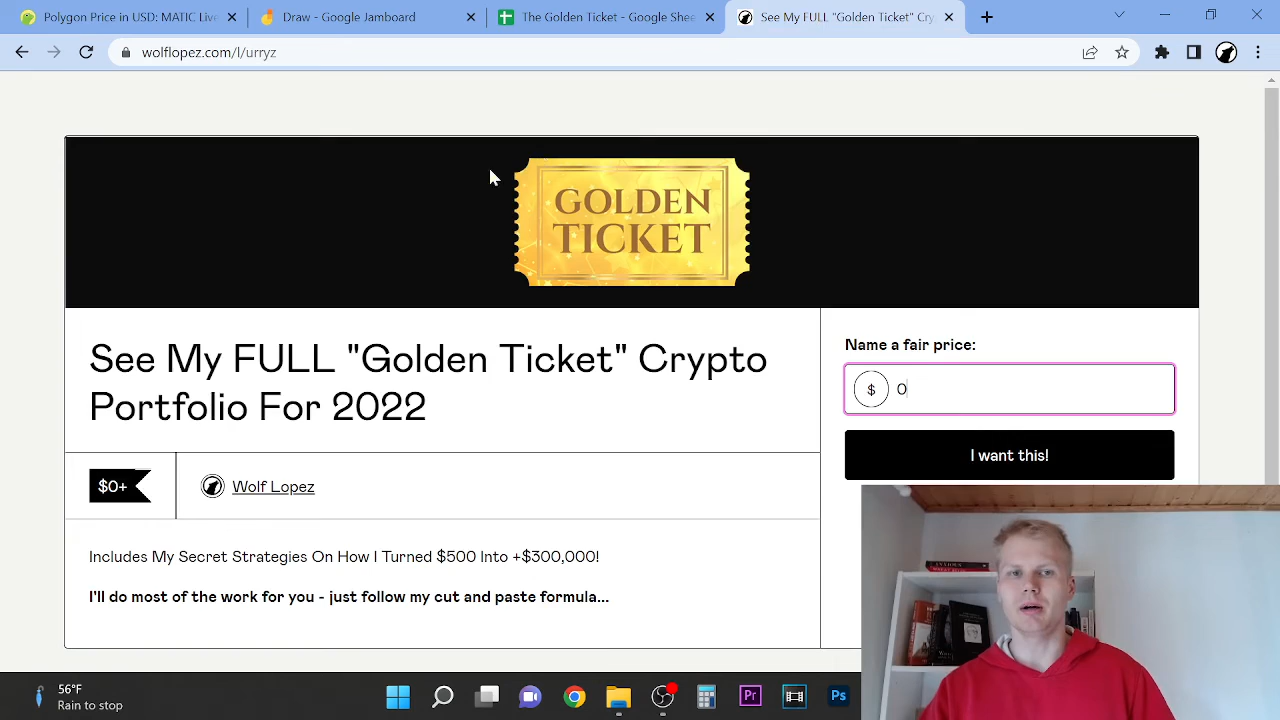 Polygon Price in USD: MATIC Live
Draw - Google Jamboard
The Golden Ticket - Google Shee
See My FULL "Golden Ticket" Cry
wolflopez.com/l/urryz
GOLDEN
TICKET
See My FULL "Golden Ticket" Crypto
Portfolio For 2022
Name a fair price:
$ 0
I want this!
$0+
Wolf Lopez
Includes My Secret Strategies On How I Turned $500 Into +$300,000!
I'll do most of the work for you - just follow my cut and paste formula...
56°F
Rain to stop
Pr
Ps